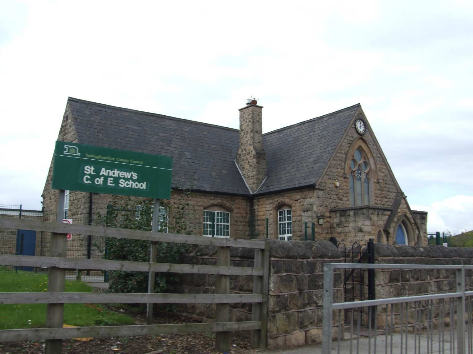 St. Andrew's
C. of E. School